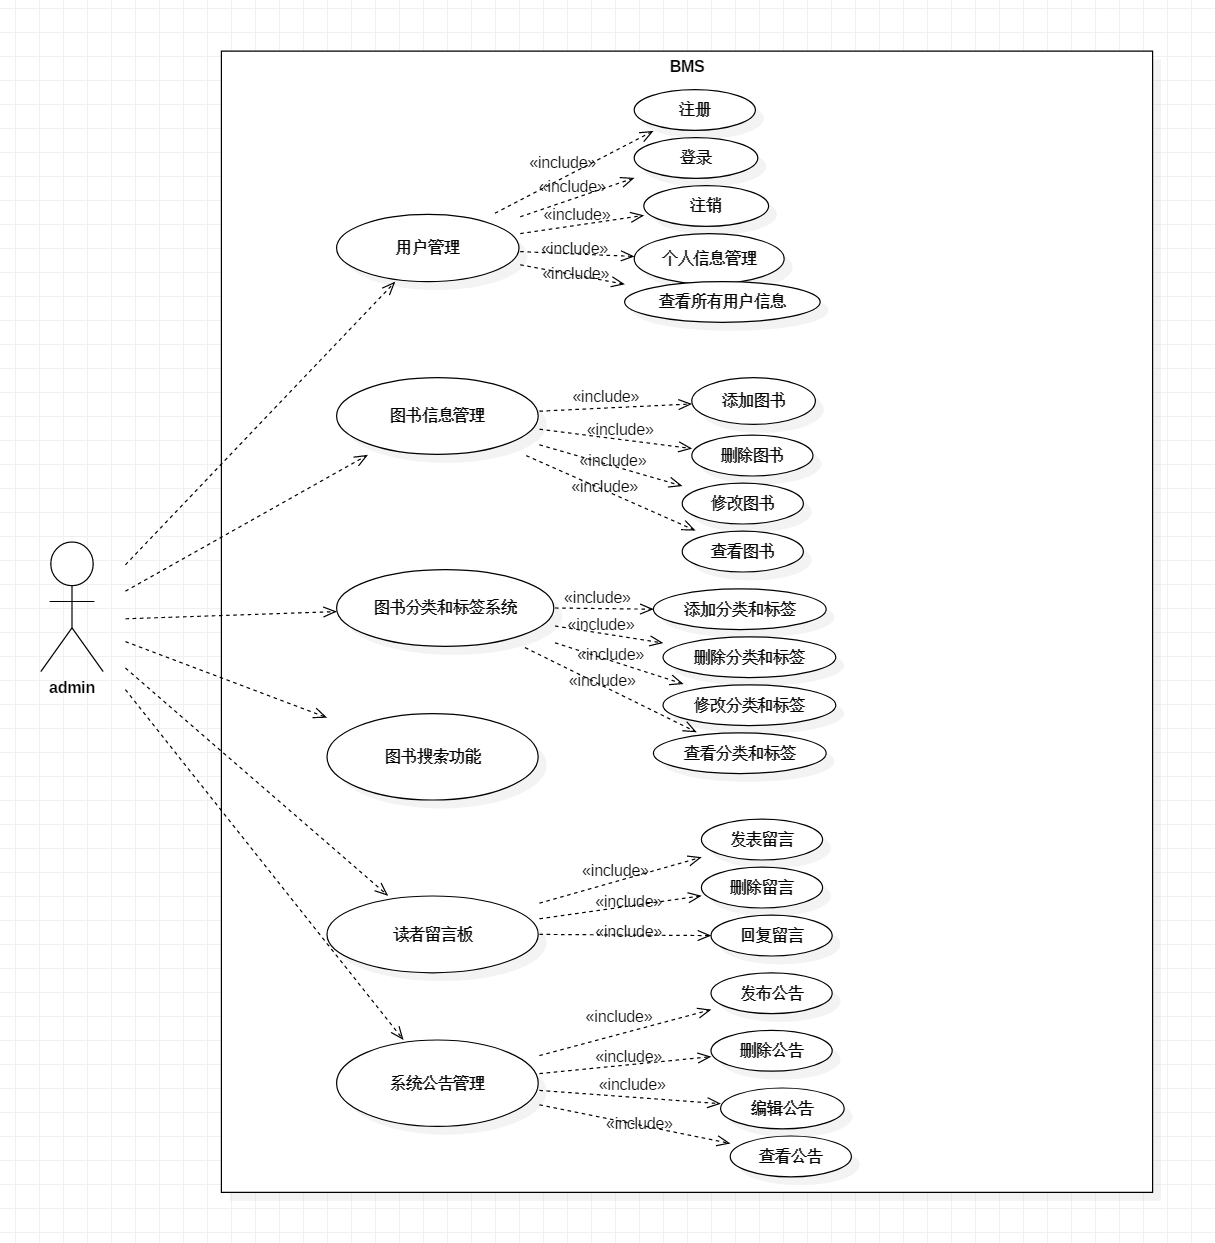 BMS
注册
«include»
登录
«include»
注销
«include»
用户管理
«include»
个人信息管理
«include»
查看所有用户信息
图书信息管理
«include»
添加图书
«include»
删除图书
«include»
修改图书
«include»
查看图书
图书分类和标签系统
«include»
添加分类和标签
«include»
删除分类和标签
«include»
修改分类和标签
«include»
查看分类和标签
admin
图书搜索功能
读者留言板
«include»
发表留言
«include»
删除留言
«include»
回复留言
系统公告管理
«include»
发布公告
«include»
删除公告
«include»
编辑公告
«include»
查看公告